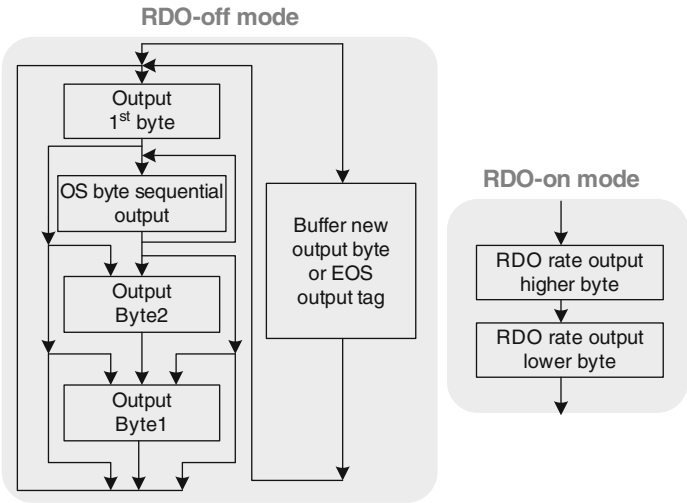 RDO-off mode
Output
1st byte
OS byte sequential
output
Output
Byte2
Output
Byte1
Buffer new
output byte
or EOS
output tag
RDO-on mode
RDO rate output
higher byte
RDO rate output
lower byte